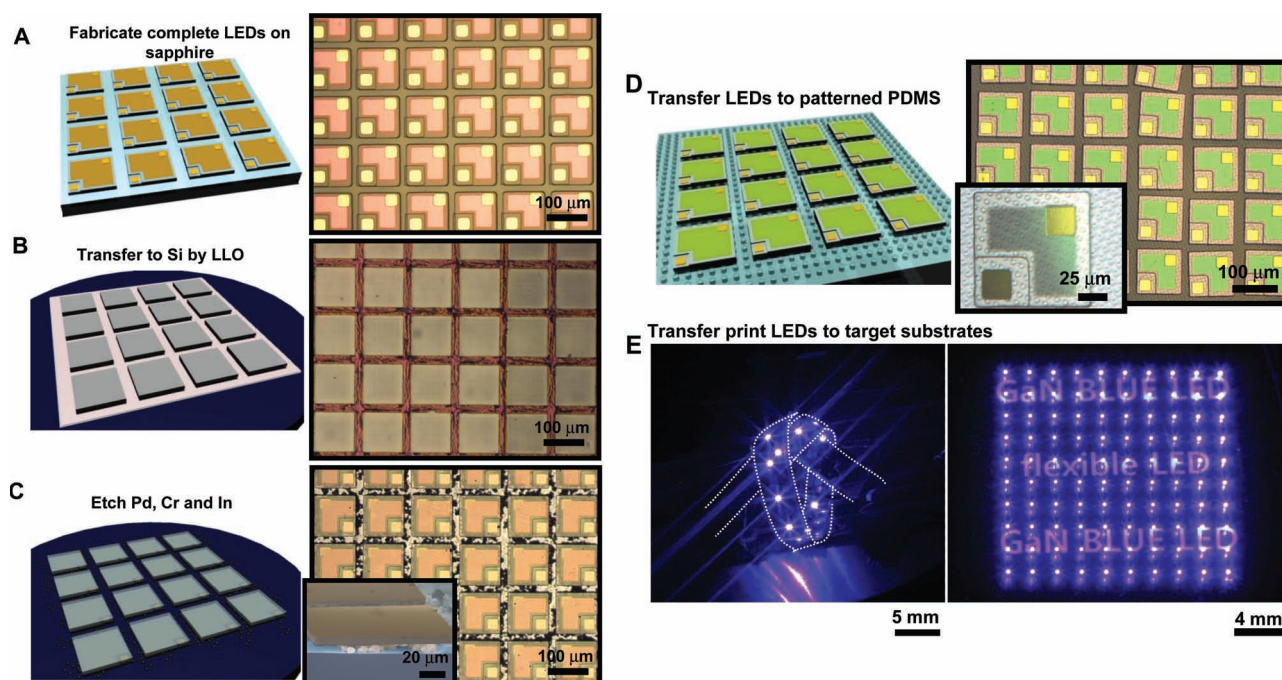 A
Fabricate complete LEDs on
sapphire
100 μm
B
Transfer to Si by LLO
100 μm
C
Etch Pd, Cr and In
20 μm
100 μm
D
Transfer LEDs to patterned PDMS
25 μm
100 μm
E
Transfer print LEDs to target substrates
5 mm
GaN BLUE LED
flexible LED
GaN BLUE LED
4 mm